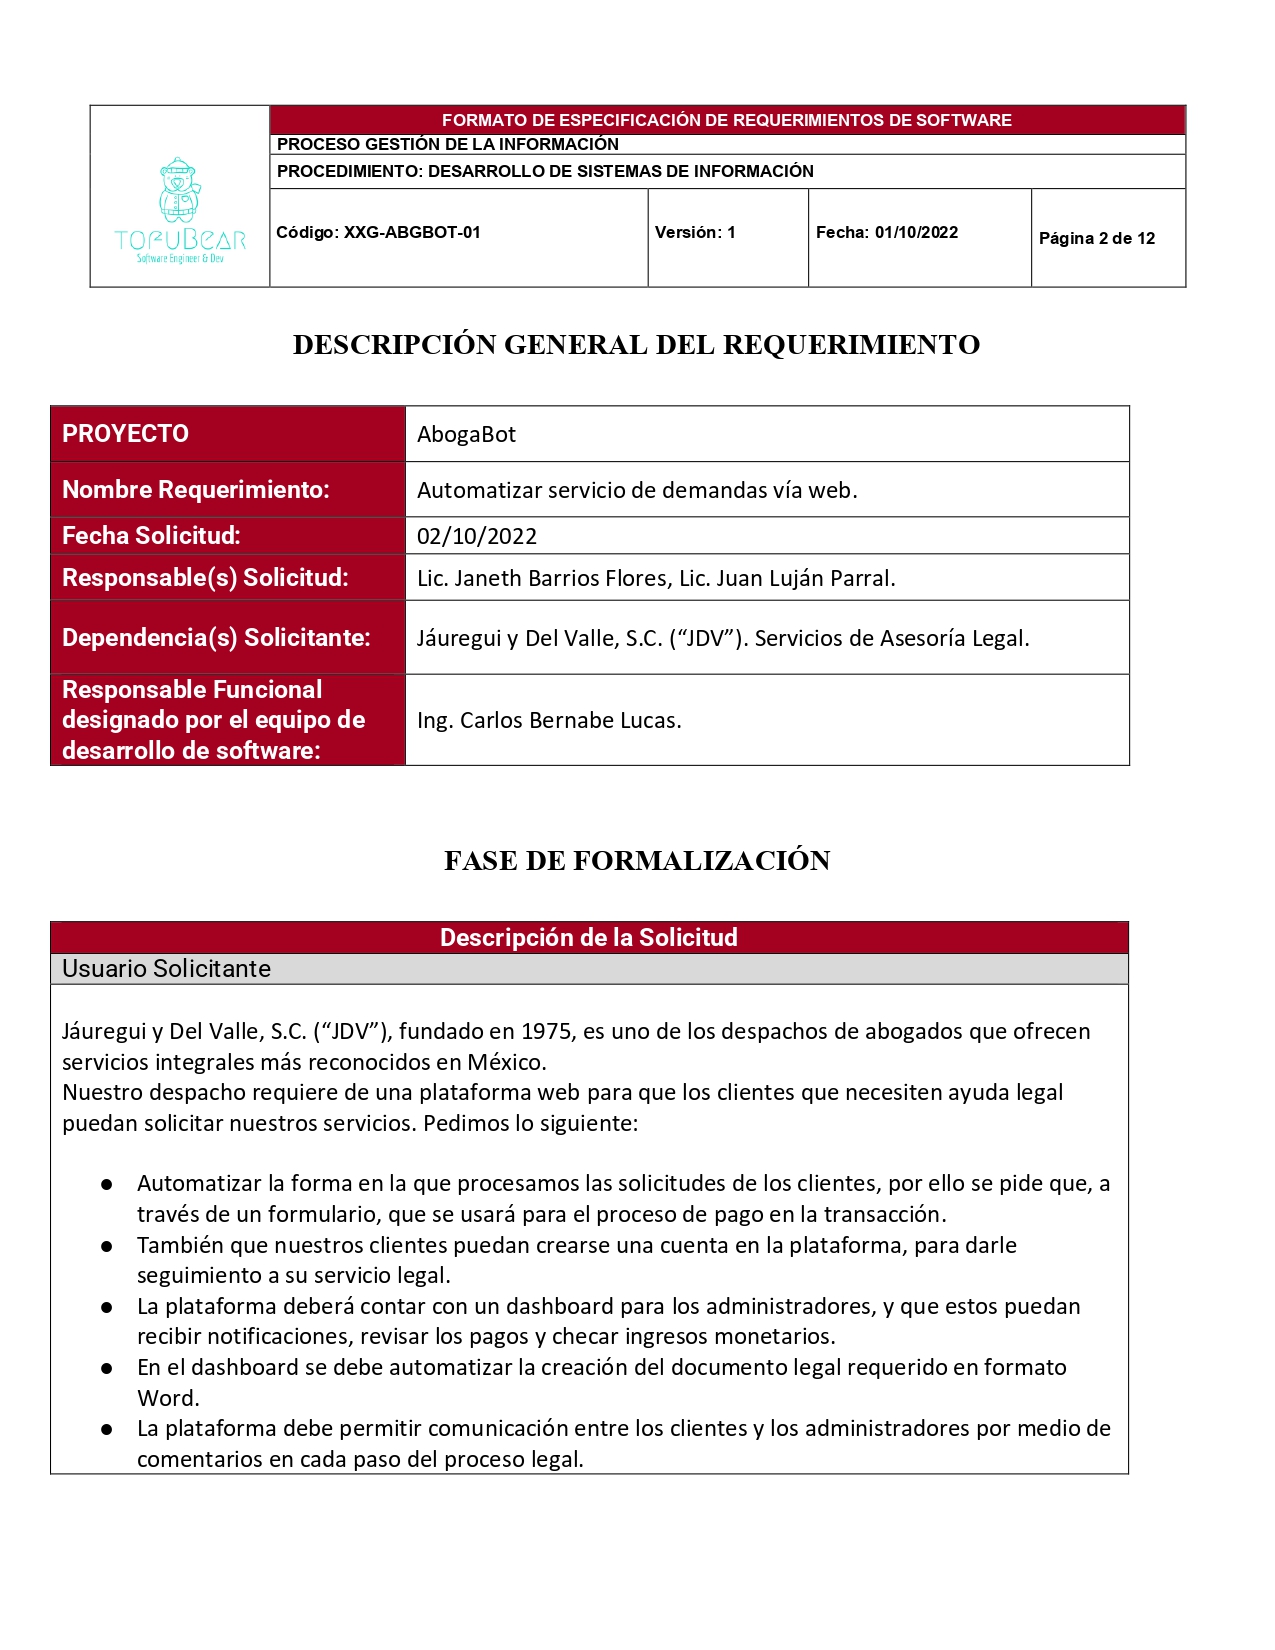 FORMATO DE ESPECIFICACIÓN DE REQUERIMIENTOS DE SOFTWARE
PROCESO GESTIÓN DE LA INFORMACIÓN
PROCEDIMIENTO: DESARROLLO DE SISTEMAS DE INFORMACIÓN
TOFUBEAR
Software Engineer & Dev
Código: XXG-ABGBOT-01
Versión: 1
Fecha: 01/10/2022
Página 2 de 12
DESCRIPCIÓN GENERAL DEL REQUERIMIENTO
PROYECTO
AbogaBot
Nombre Requerimiento:
Automatizar servicio de demandas vía web.
Fecha Solicitud:
02/10/2022
Responsable(s) Solicitud:
Lic. Janeth Barrios Flores, Lic. Juan Luján Parral.
Dependencia(s) Solicitante:
Jáuregui y Del Valle, S.C. (“JDV”). Servicios de Asesoría Legal.
Responsable Funcional
designado por el equipo de
desarrollo de software:
Ing. Carlos Bernabe Lucas.
FASE DE FORMALIZACIÓN
Descripción de la Solicitud
Usuario Solicitante
Jáuregui y Del Valle, S.C. (“JDV”), fundado en 1975, es uno de los despachos de abogados que ofrecen
servicios integrales más reconocidos en México.
Nuestro despacho requiere de una plataforma web para que los clientes que necesiten ayuda legal
puedan solicitar nuestros servicios. Pedimos lo siguiente:
● Automatizar la forma en la que procesamos las solicitudes de los clientes, por ello se pide que, a
través de un formulario, que se usará para el proceso de pago en la transacción.
● También que nuestros clientes puedan crearse una cuenta en la plataforma, para darle
seguimiento a su servicio legal.
● La plataforma deberá contar con un dashboard para los administradores, y que estos puedan
recibir notificaciones, revisar los pagos y checar ingresos monetarios.
● En el dashboard se debe automatizar la creación del documento legal requerido en formato
Word.
● La plataforma debe permitir comunicación entre los clientes y los administradores por medio de
comentarios en cada paso del proceso legal.